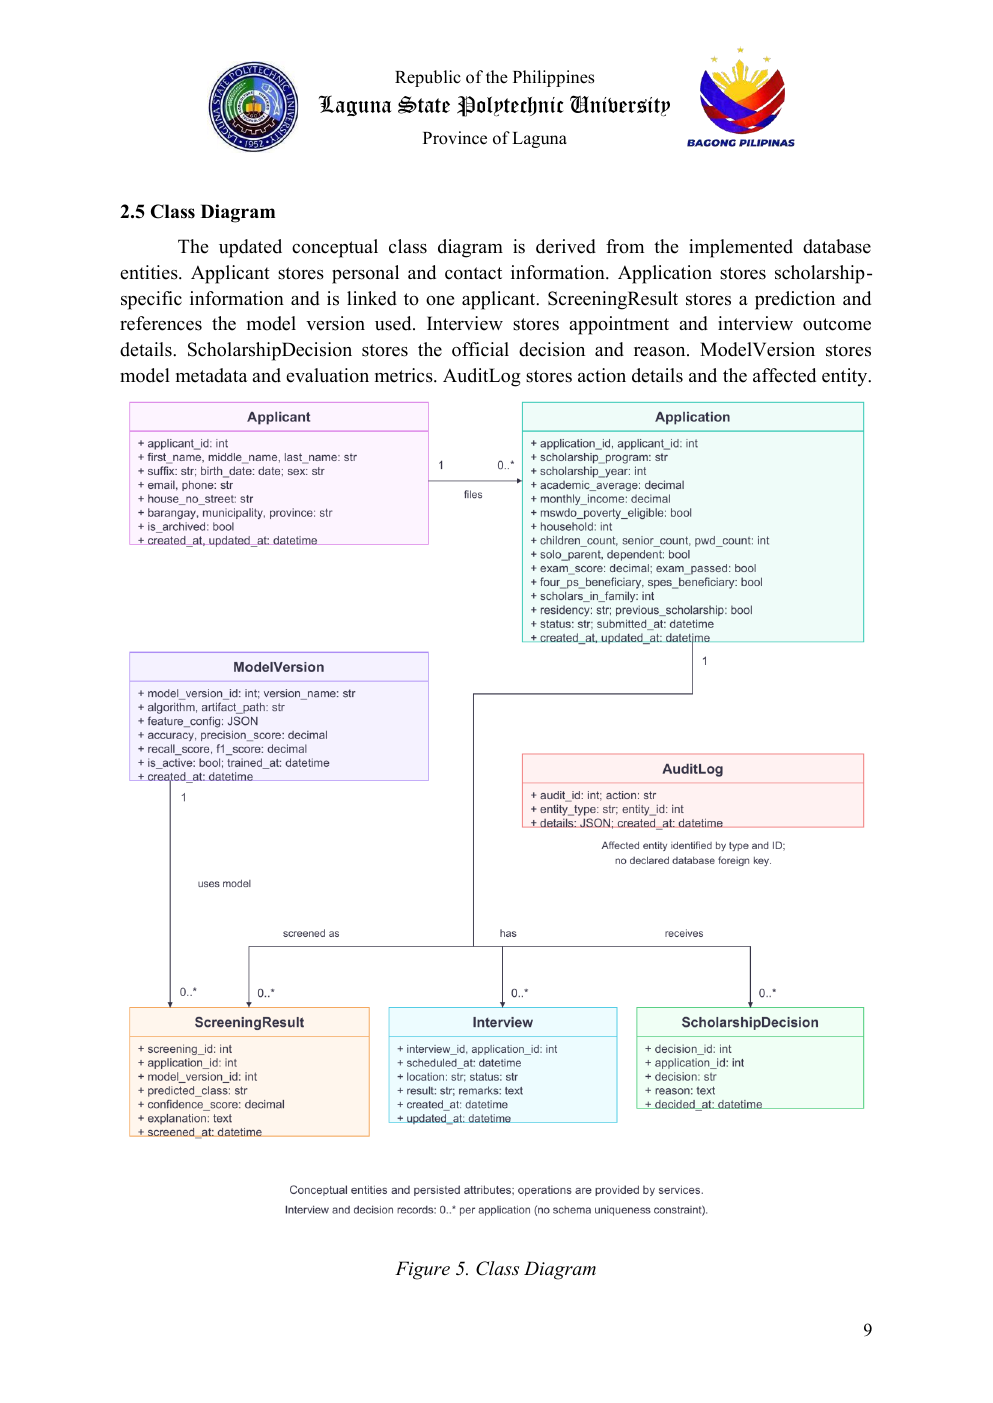 Republic of the Philippines
Laguna State Polytechnic University
Province of Laguna
LAGUNA STATE POLYTECHNIC UNIVERSITY
1952
BAGONG PILIPINAS
2.5 Class Diagram
The updated conceptual class diagram is derived from the implemented database
entities. Applicant stores personal and contact information. Application stores scholarship-
specific information and is linked to one applicant. ScreeningResult stores a prediction and
references the model version used. Interview stores appointment and interview outcome
details. ScholarshipDecision stores the official decision and reason. ModelVersion stores
model metadata and evaluation metrics. AuditLog stores action details and the affected entity.
Applicant
+ applicant_id: int
+ first_name, middle_name, last_name: str
+ suffix: str; birth_date: date; sex: str
+ email, phone: str
+ house_no_street: str
+ barangay, municipality, province: str
+ is_archived: bool
+ created_at, updated_at: datetime
1
0..*
files
Application
+ application_id, applicant_id: int
+ scholarship_program: str
+ scholarship_year: int
+ academic_average: decimal
+ monthly_income: decimal
+ mswdo_poverty_eligible: bool
+ household: int
+ children_count, senior_count, pwd_count: int
+ solo_parent, dependent: bool
+ exam_score: decimal; exam_passed: bool
+ four_ps_beneficiary, spes_beneficiary: bool
+ scholars_in_family: int
+ residency: str; previous_scholarship: bool
+ status: str; submitted_at: datetime
+ created_at, updated_at: datetime
1
ModelVersion
+ model_version_id: int; version_name: str
+ algorithm, artifact_path: str
+ feature_config: JSON
+ accuracy, precision_score: decimal
+ recall_score, f1_score: decimal
+ is_active: bool; trained_at: datetime
+ created_at: datetime
1
AuditLog
+ audit_id: int; action: str
+ entity_type: str; entity_id: int
+ details: JSON; created_at: datetime
Affected entity identified by type and ID;
no declared database foreign key.
uses model
screened as
has
receives
0..*
0..*
0..*
0..*
ScreeningResult
+ screening_id: int
+ application_id: int
+ model_version_id: int
+ predicted_class: str
+ confidence_score: decimal
+ explanation: text
+ screened_at: datetime
Interview
+ interview_id, application_id: int
+ scheduled_at: datetime
+ location: str; status: str
+ result: str; remarks: text
+ created_at: datetime
+ updated_at: datetime
ScholarshipDecision
+ decision_id: int
+ application_id: int
+ decision: str
+ reason: text
+ decided_at: datetime
Conceptual entities and persisted attributes; operations are provided by services.
Interview and decision records: 0..* per application (no schema uniqueness constraint).
Figure 5. Class Diagram
9